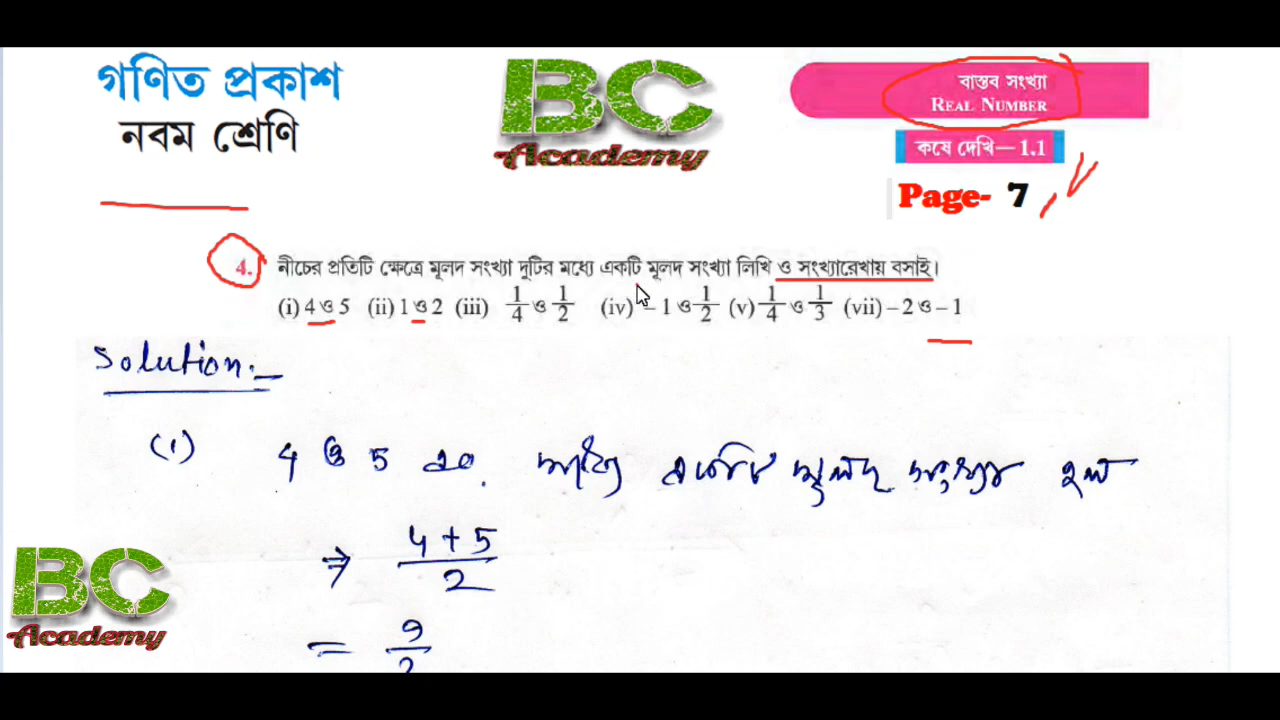 গণিত প্রকাশ
নবম শ্রেণি
BC
Academy
বাস্তব সংখ্যা
REAL NUMBER
কষে দেখি—1.1
Page- 7
4. নীচের প্রতিটি ক্ষেত্রে মূলদ সংখ্যা দুটির মধ্যে একটি মূলদ সংখ্যা লিখি ও সংখ্যারেখায় বসাই।
(i) 4 ও 5 (ii) 1 ও 2 (iii) 1/4 ও 1/2 (iv) – 1 ও 1/2 (v) 1/4 ও 1/3 (vii) – 2 ও – 1
Solution:–
(i) 4 ও 5 এর মধ্যে একটি মূলদ সংখ্যা হল
⇒ 4+5/2
= 9/2
BC
Academy